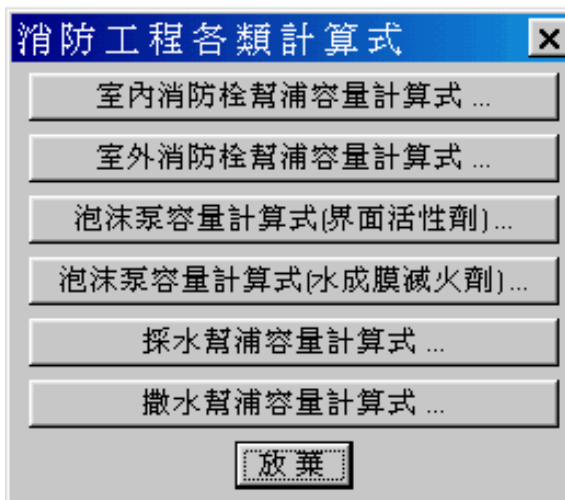 消防工程各類計算式
室內消防栓幫浦容量計算式 ...
室外消防栓幫浦容量計算式 ...
泡沫泵容量計算式(界面活性劑)...
泡沫泵容量計算式(水成膜滅火劑)...
採水幫浦容量計算式 ...
撒水幫浦容量計算式 ...
放棄